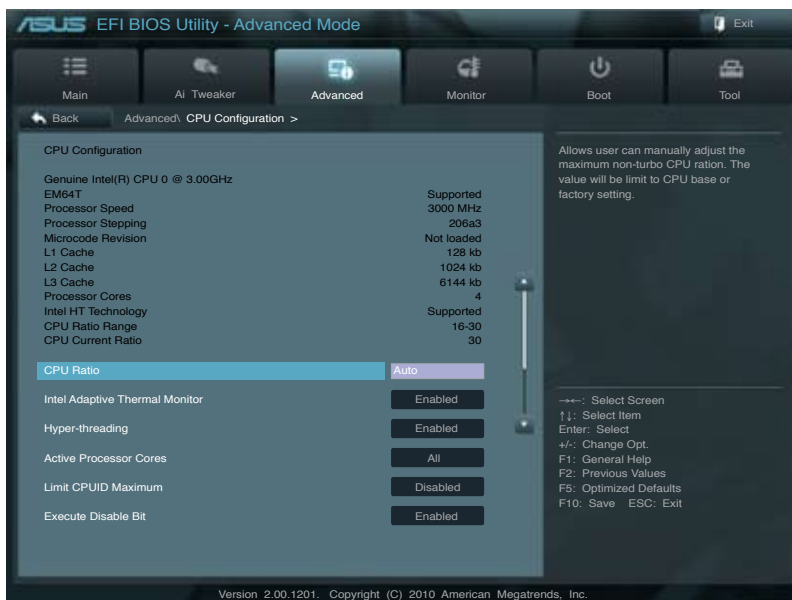 ASUS EFI BIOS Utility - Advanced Mode
Exit
Main Ai Tweaker Advanced Monitor Boot Tool
Back Advanced\ CPU Configuration >
CPU Configuration
Genuine Intel(R) CPU 0 @ 3.00GHz
EM64T Supported
Processor Speed 3000 MHz
Processor Stepping 206a3
Microcode Revision Not loaded
L1 Cache 128 kb
L2 Cache 1024 kb
L3 Cache 6144 kb
Processor Cores 4
Intel HT Technology Supported
CPU Ratio Range 16-30
CPU Current Ratio 30
CPU Ratio Auto
Intel Adaptive Thermal Monitor Enabled
Hyper-threading Enabled
Active Processor Cores All
Limit CPUID Maximum Disabled
Execute Disable Bit Enabled
Allows user can manually adjust the
maximum non-turbo CPU ration. The
value will be limit to CPU base or
factory setting.
→←: Select Screen
↑↓: Select Item
Enter: Select
+/-: Change Opt.
F1: General Help
F2: Previous Values
F5: Optimized Defaults
F10: Save ESC: Exit
Version 2.00.1201. Copyright (C) 2010 American Megatrends, Inc.